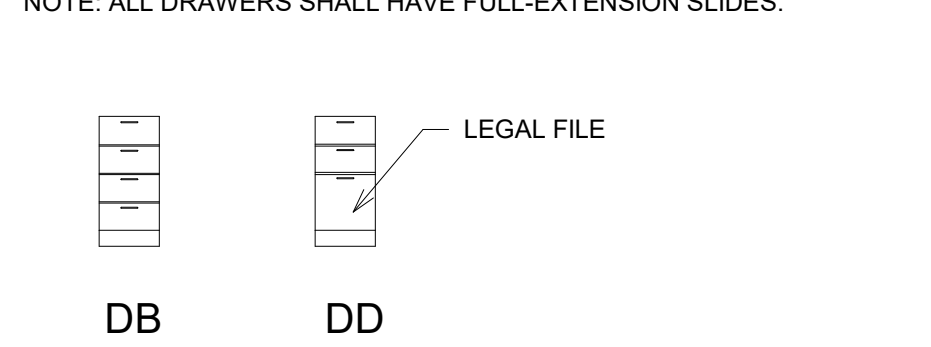 NOTE: ALL DRAWERS SHALL HAVE FULL-EXTENSION SLIDES.
LEGAL FILE
DB DD